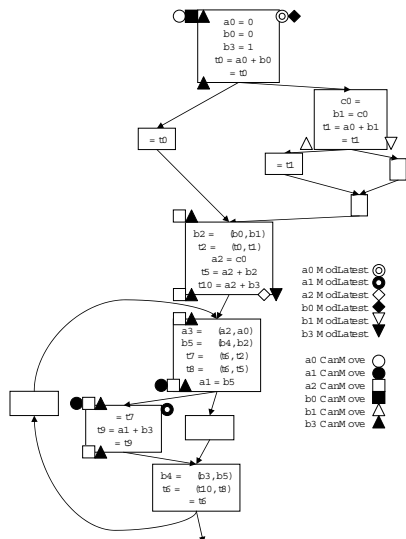 a0 = 0
b0 = 0
b3 = 1
t0 = a0 + b0
= t0
c0 =
b1 = c0
t1 = a0 + b1
= t1
= t0
= t1
b2 = (b0,b1)
t2 = (t0,t1)
a2 = c0
t5 = a2 + b2
t10 = a2 + b3
a0 ModLatest
a1 ModLatest
a2 ModLatest
b0 ModLatest
b1 ModLatest
b3 ModLatest
a3 = (a2,a0)
b5 = (b4,b2)
t7 = (t6,t2)
t8 = (t6,t5)
a1 = b5
a0 CanMove
a1 CanMove
a2 CanMove
b0 CanMove
b1 CanMove
b3 CanMove
= t7
t9 = a1 + b3
= t9
b4 = (b3,b5)
t6 = (t10,t8)
= t6